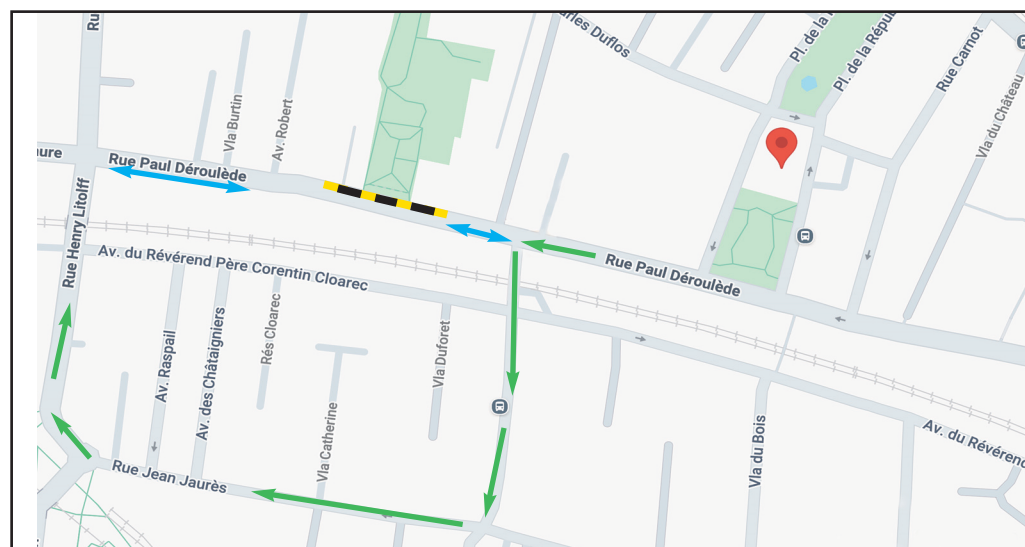 Ru
arles Duflos
Pl. de la R
Pl. de la Répub
Rue Carnot
Vla du Château
Vla Burtin
Av. Robert
aure
Rue Paul Déroulède
Rue Henry Litolff
Av. du Révérend Père Corentin Cloarec
Rue Paul Déroulède
Av. Raspail
Av. des Châtaigniers
Rés Cloarec
Vla Duforet
Vla Catherine
Vla du Bois
Av. du Révérend
Rue Jean Jaurès